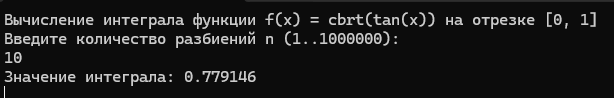 Вычисление интеграла функции f(x) = cbrt(tan(x)) на отрезке [0, 1]
Введите количество разбиений n (1..1000000):
10
Значение интеграла: 0.779146